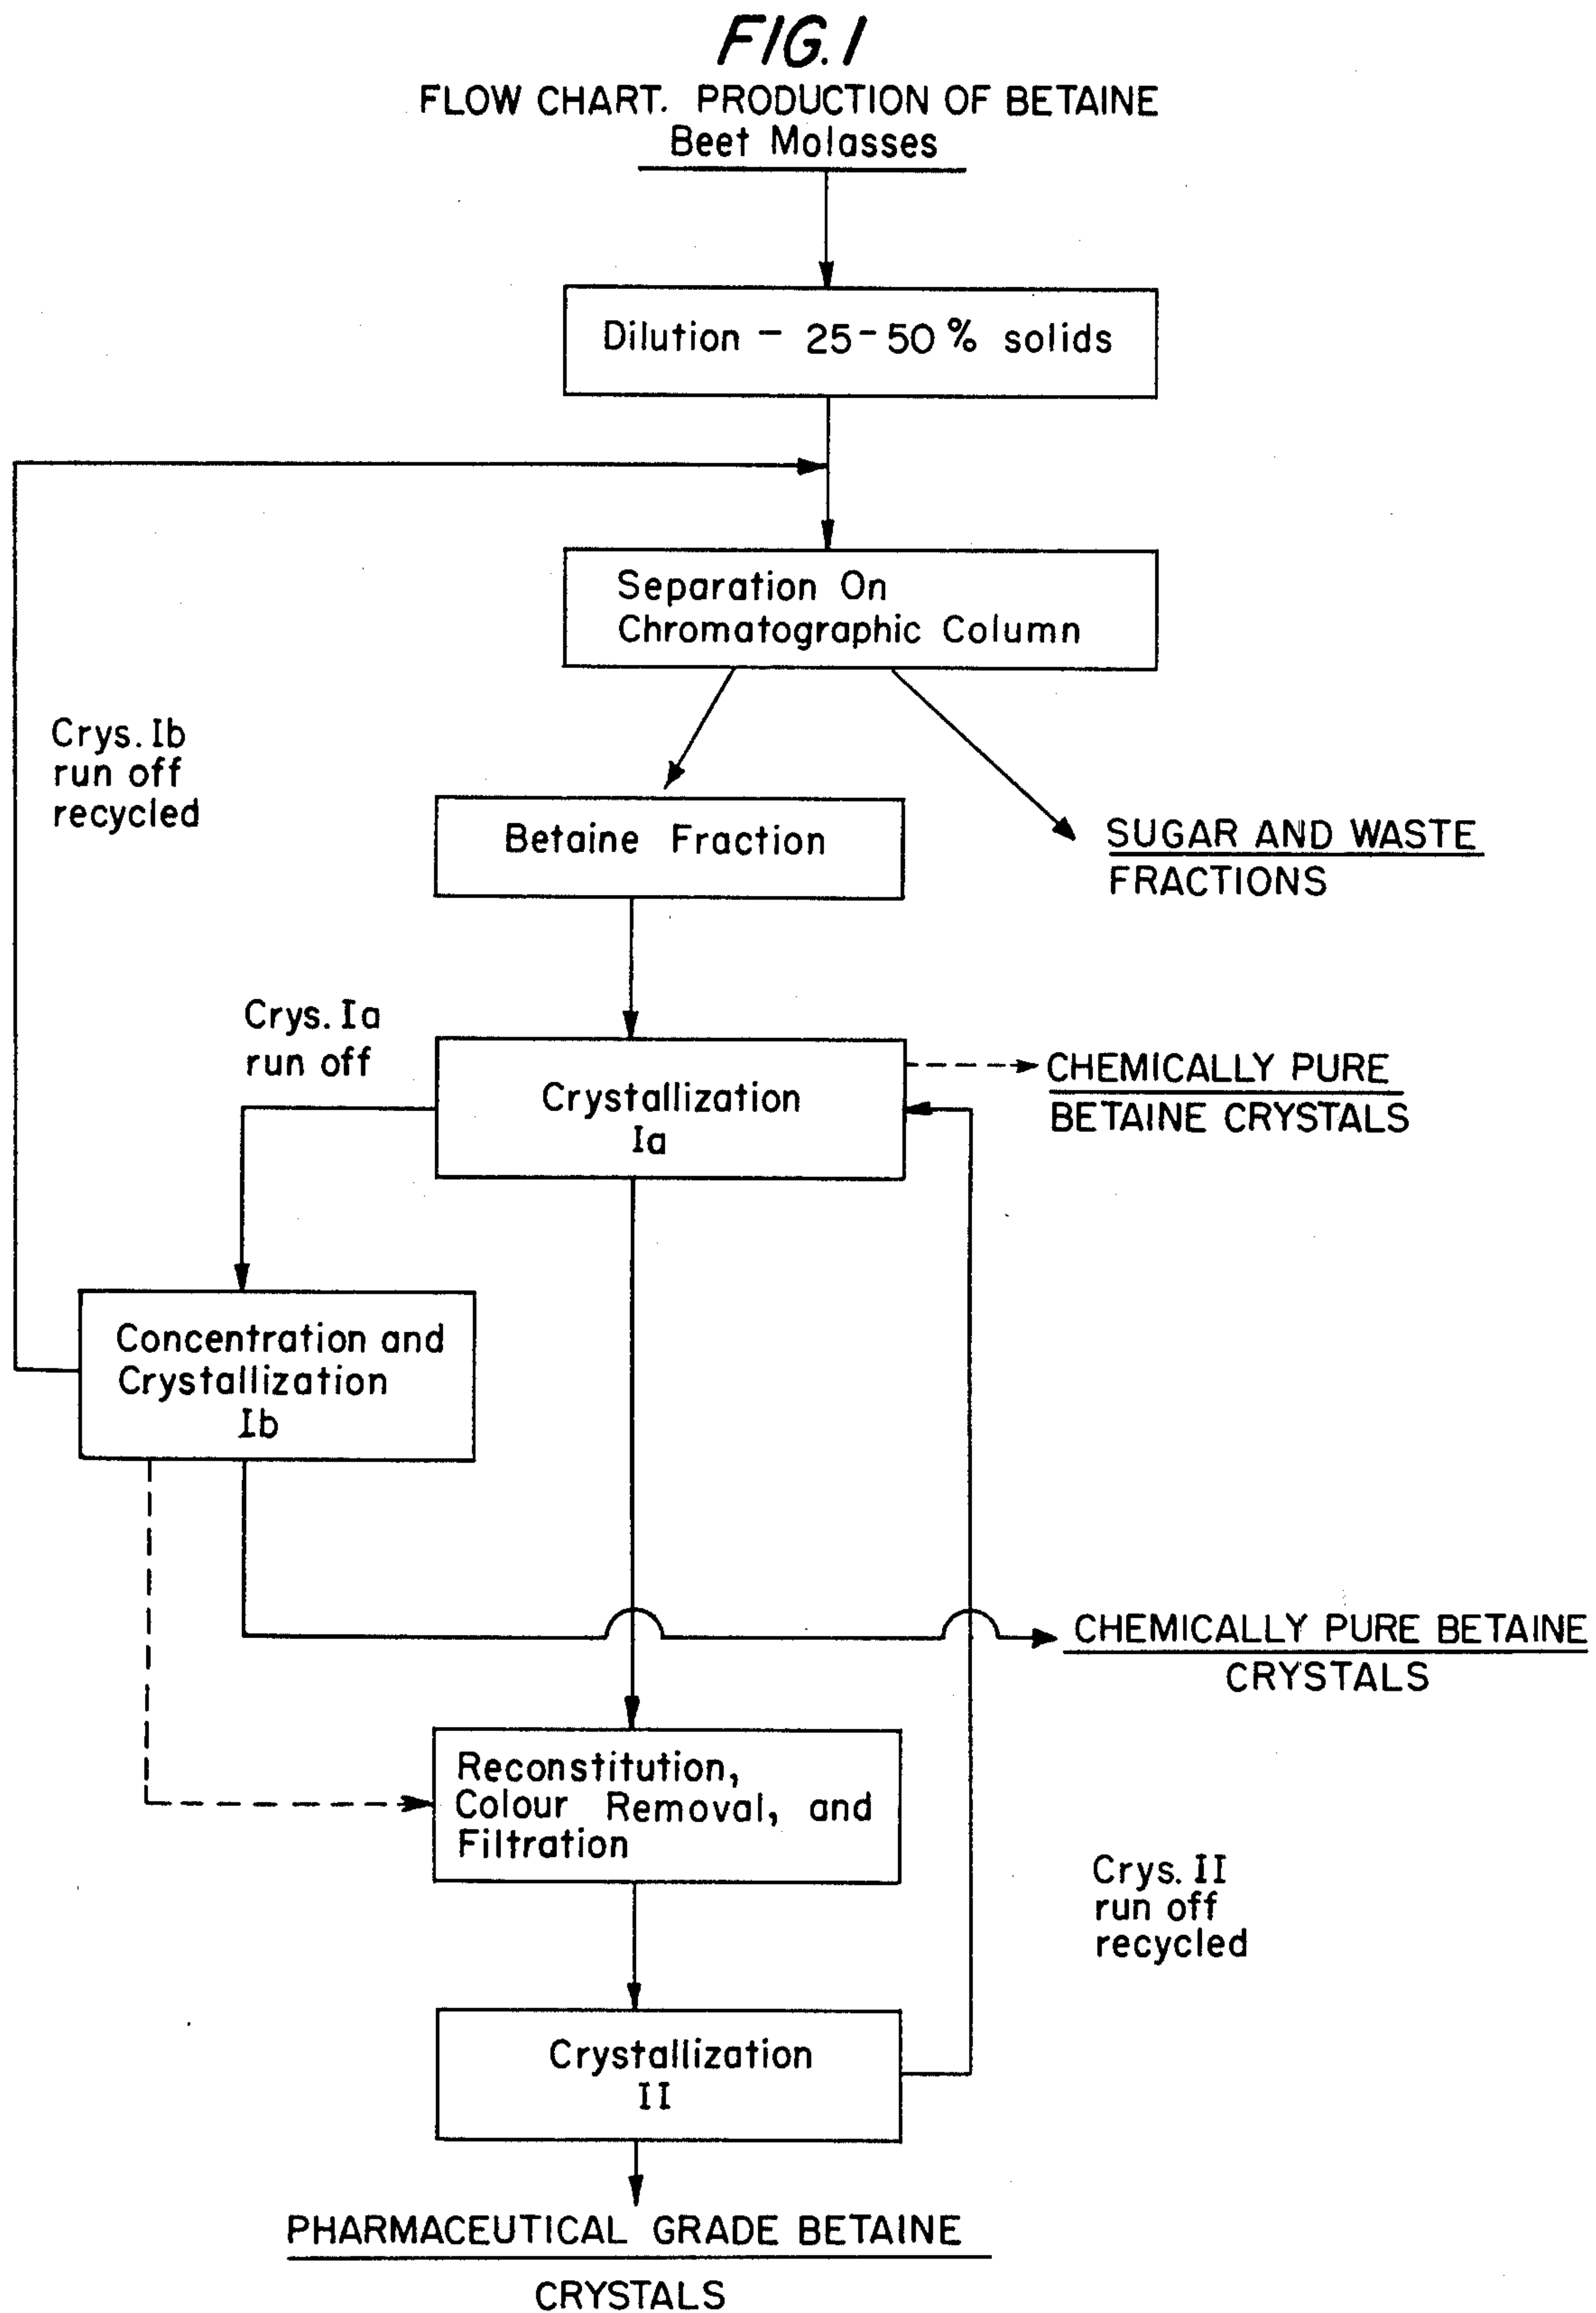 FIG. 1
FLOW CHART. PRODUCTION OF BETAINE
Beet Molasses
Dilution – 25-50% solids
Separation On
Chromatographic Column
Crys. Ib
run off
recycled
Betaine Fraction
SUGAR AND WASTE
FRACTIONS
Crys. Ia
run off
Crystallization
Ia
CHEMICALLY PURE
BETAINE CRYSTALS
Concentration and
Crystallization
Ib
CHEMICALLY PURE BETAINE
CRYSTALS
Reconstitution,
Colour Removal, and
Filtration
Crys. II
run off
recycled
Crystallization
II
PHARMACEUTICAL GRADE BETAINE
CRYSTALS